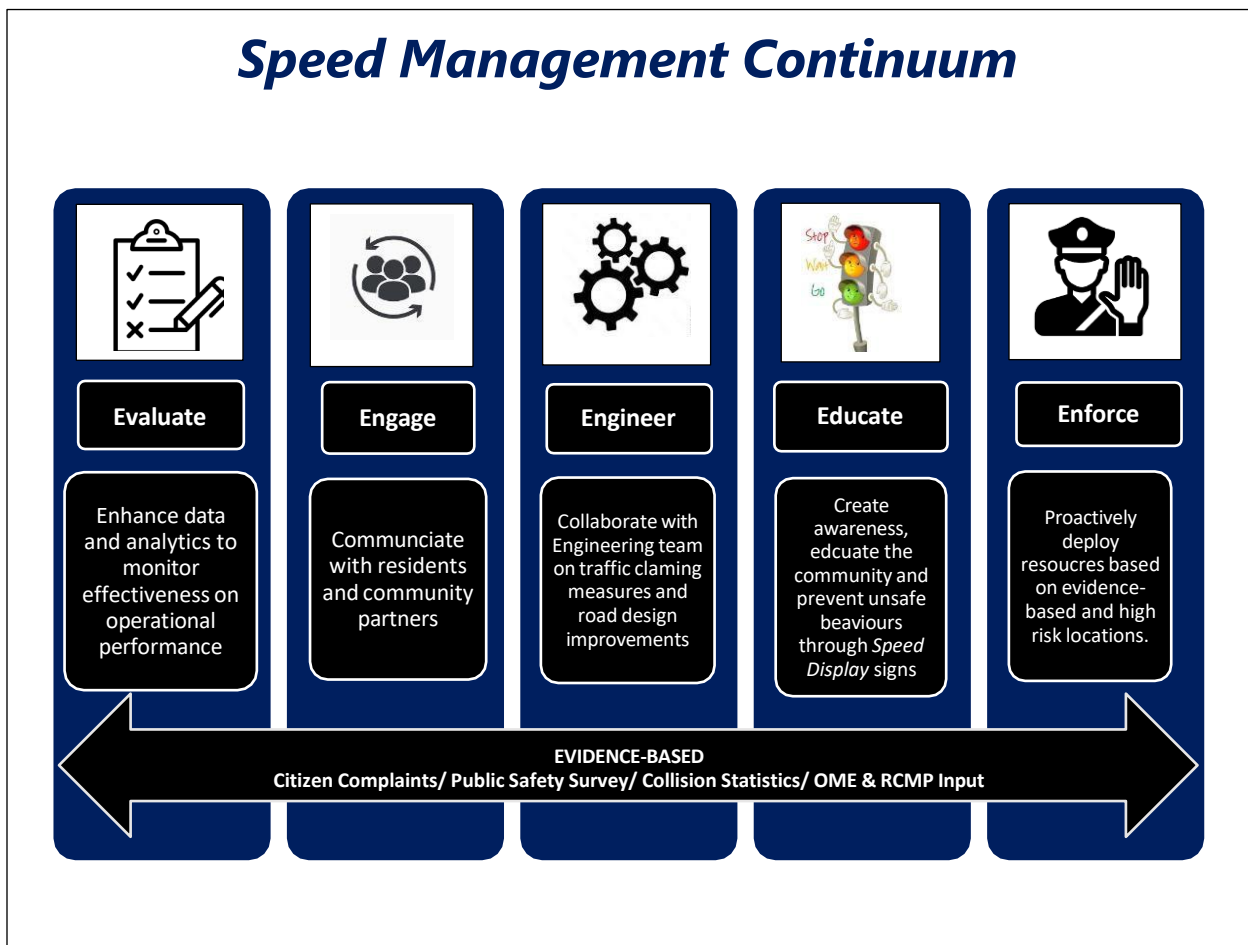 Speed Management Continuum
Stop
Wait
Go
Evaluate
Engage
Engineer
Educate
Enforce
Enhance data
and analytics to
monitor
effectiveness on
operational
performance
Communciate
with residents
and community
partners
Collaborate with
Engineering team
on traffic claming
measures and
road design
improvements
Create
awareness,
edcuate the
community and
prevent unsafe
beaviours
through Speed
Display signs
Proactively
deploy
resoucres based
on evidence-
based and high
risk locations.
EVIDENCE-BASED
Citizen Complaints/ Public Safety Survey/ Collision Statistics/ OME & RCMP Input